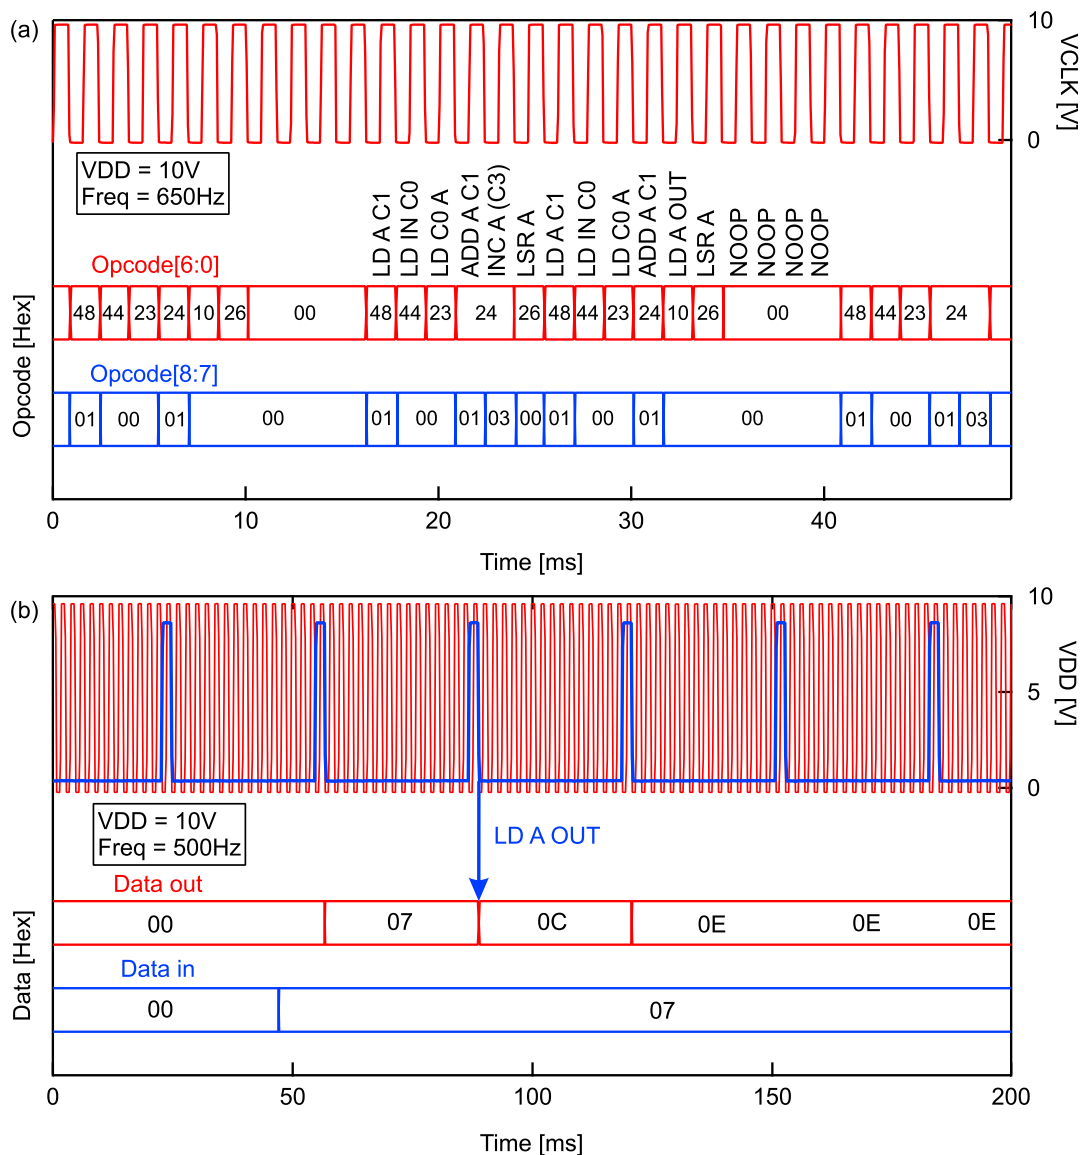 (a)
10
0
VCLK [V]
VDD = 10V
Freq = 650Hz
LD A C1
LD IN C0
LD C0 A
ADD A C1
INC A (C3)
LSR A
LD A C1
LD IN C0
LD C0 A
ADD A C1
LD A OUT
LSR A
NOOP
NOOP
NOOP
NOOP
Opcode[6:0]
48 44 23 24 10 26 00 48 44 23 24 26 48 44 23 24 10 26 00 48 44 23 24
Opcode [Hex]
Opcode[8:7]
01 00 01 00 01 00 01 03 00 01 00 01 00 01 00 01 03
0 10 20 30 40
Time [ms]
(b)
10
5
0
VDD [V]
VDD = 10V
Freq = 500Hz
LD A OUT
Data out
00 07 0C 0E 0E 0E
Data [Hex]
Data in
00 07
0 50 100 150 200
Time [ms]